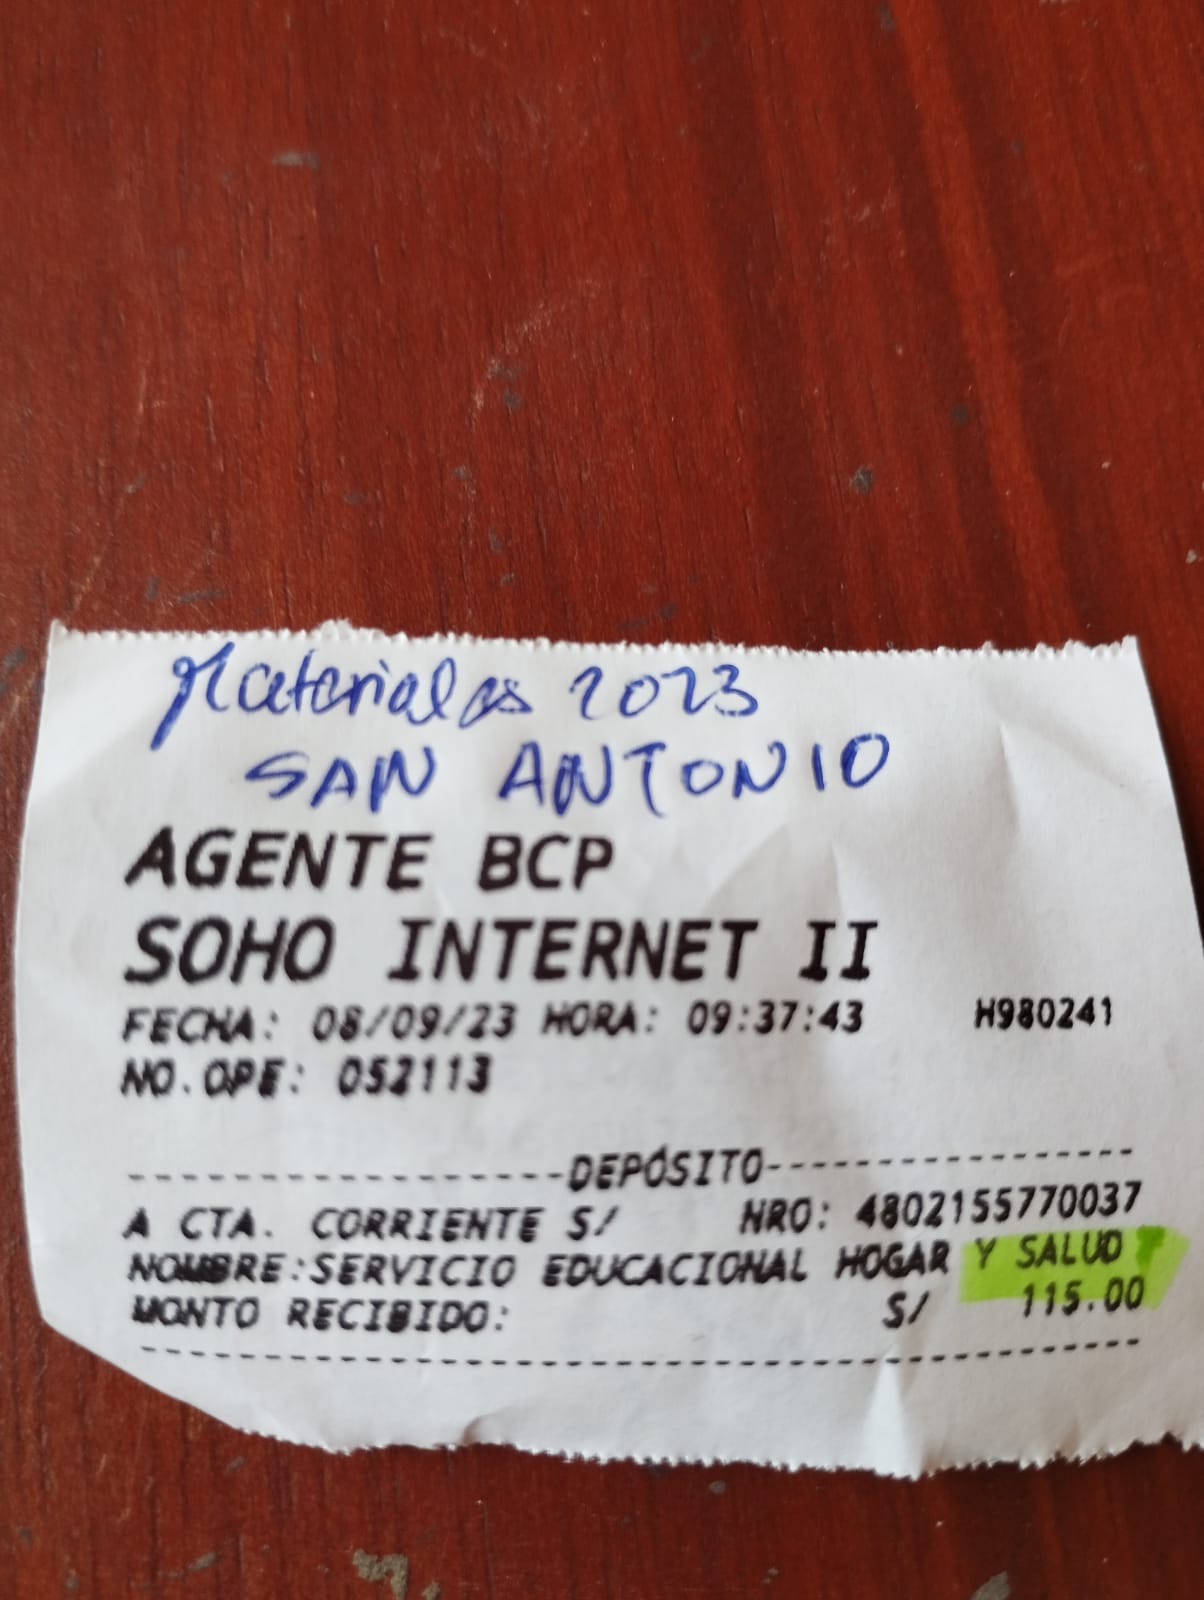 Materiales 2023
SAN ANTONIO
AGENTE BCP
SOHO INTERNET II
FECHA: 08/09/23 HORA: 09:37:43 H980241
NO.OPE: 052113
------------------DEPÓSITO------------------
A CTA. CORRIENTE S/ NRO: 4802155770037
NOMBRE:SERVICIO EDUCACIONAL HOGAR Y SALUD
MONTO RECIBIDO: S/ 115.00